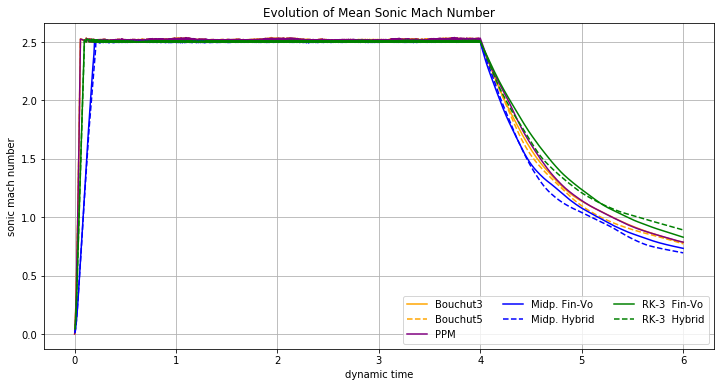 Evolution of Mean Sonic Mach Number
sonic mach number
2.5
2.0
1.5
1.0
0.5
0.0
0 1 2 3 4 5 6
dynamic time
Bouchut3 Midp. Fin-Vo RK-3 Fin-Vo
Bouchut5 Midp. Hybrid RK-3 Hybrid
PPM